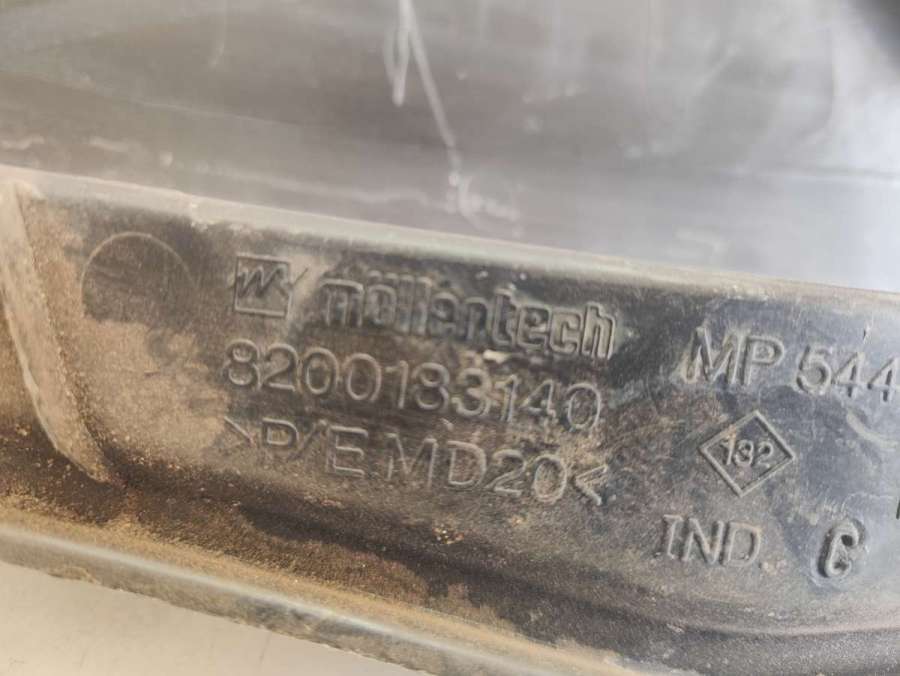 mollertech MP 544
8200183140
>P/E MD20<
132
IND. C